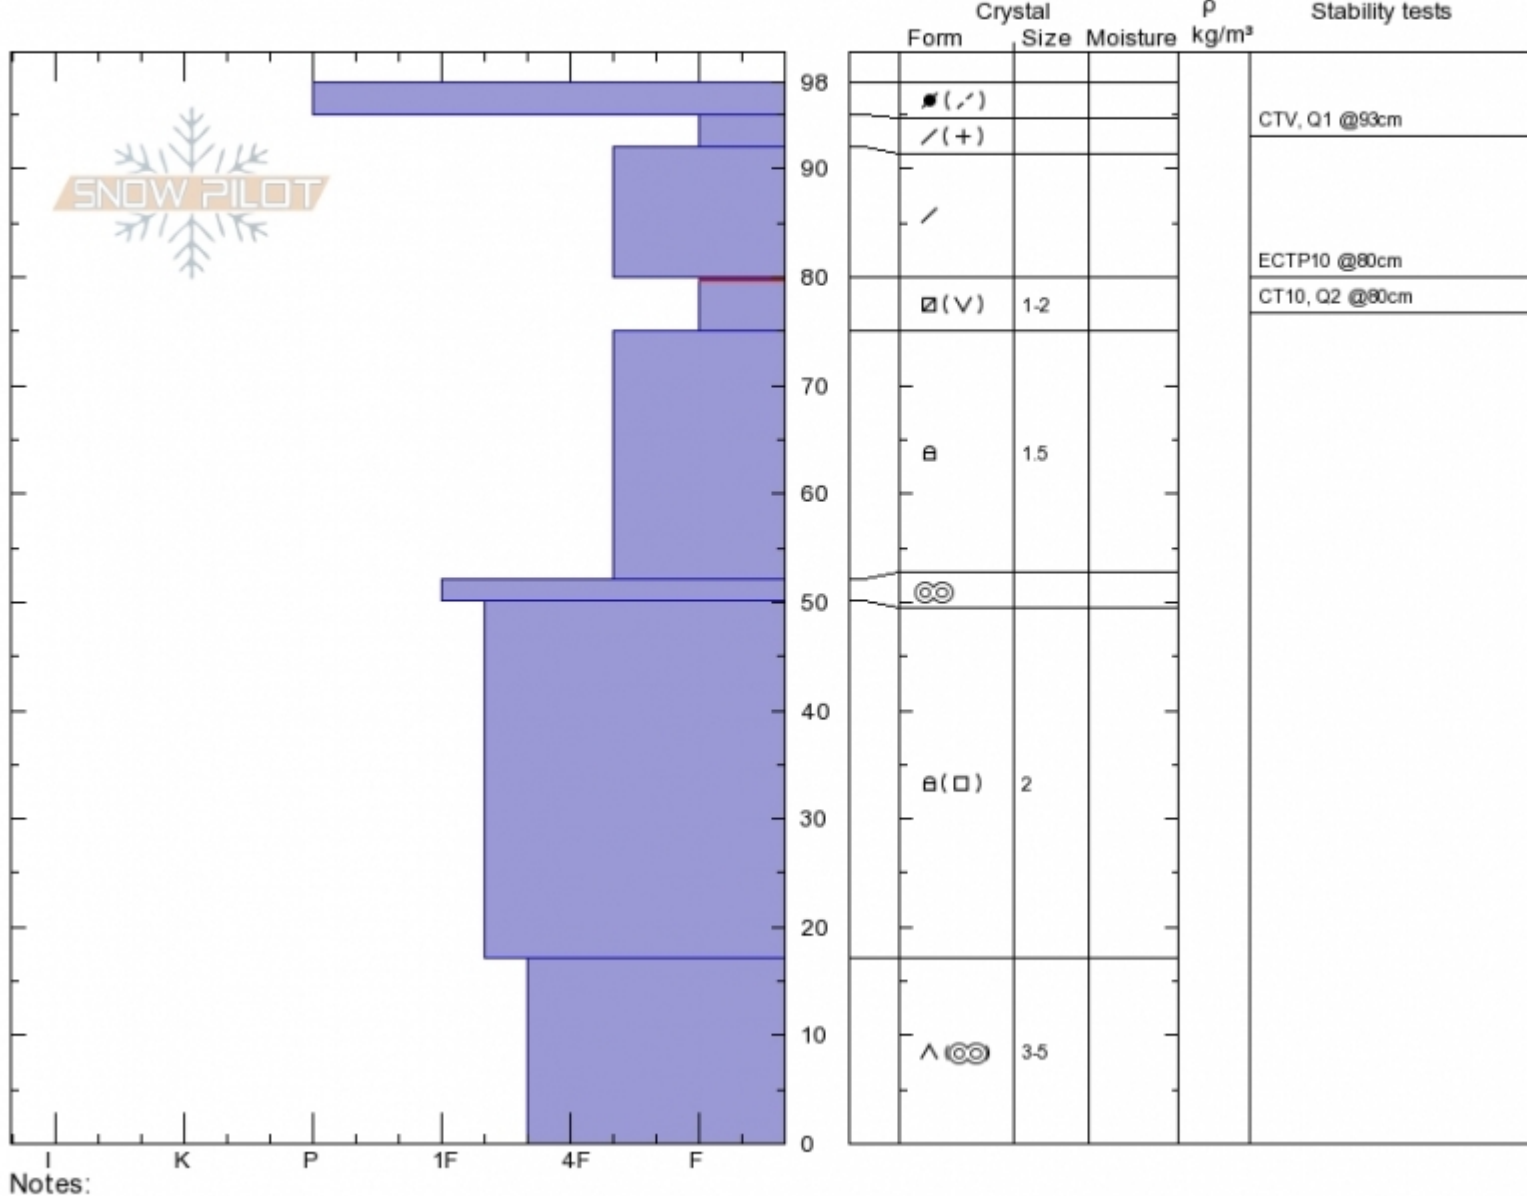 Crystal ρ Stability tests
Form Size Moisture kg/m³
98
CTV, Q1 @93cm
SNOW PILOT
90
ECTP10 @80cm
80
CT10, Q2 @80cm
1-2
70
1.5
60
50
40
2
30
20
10
3-5
0
I K P 1F 4F F
Notes: